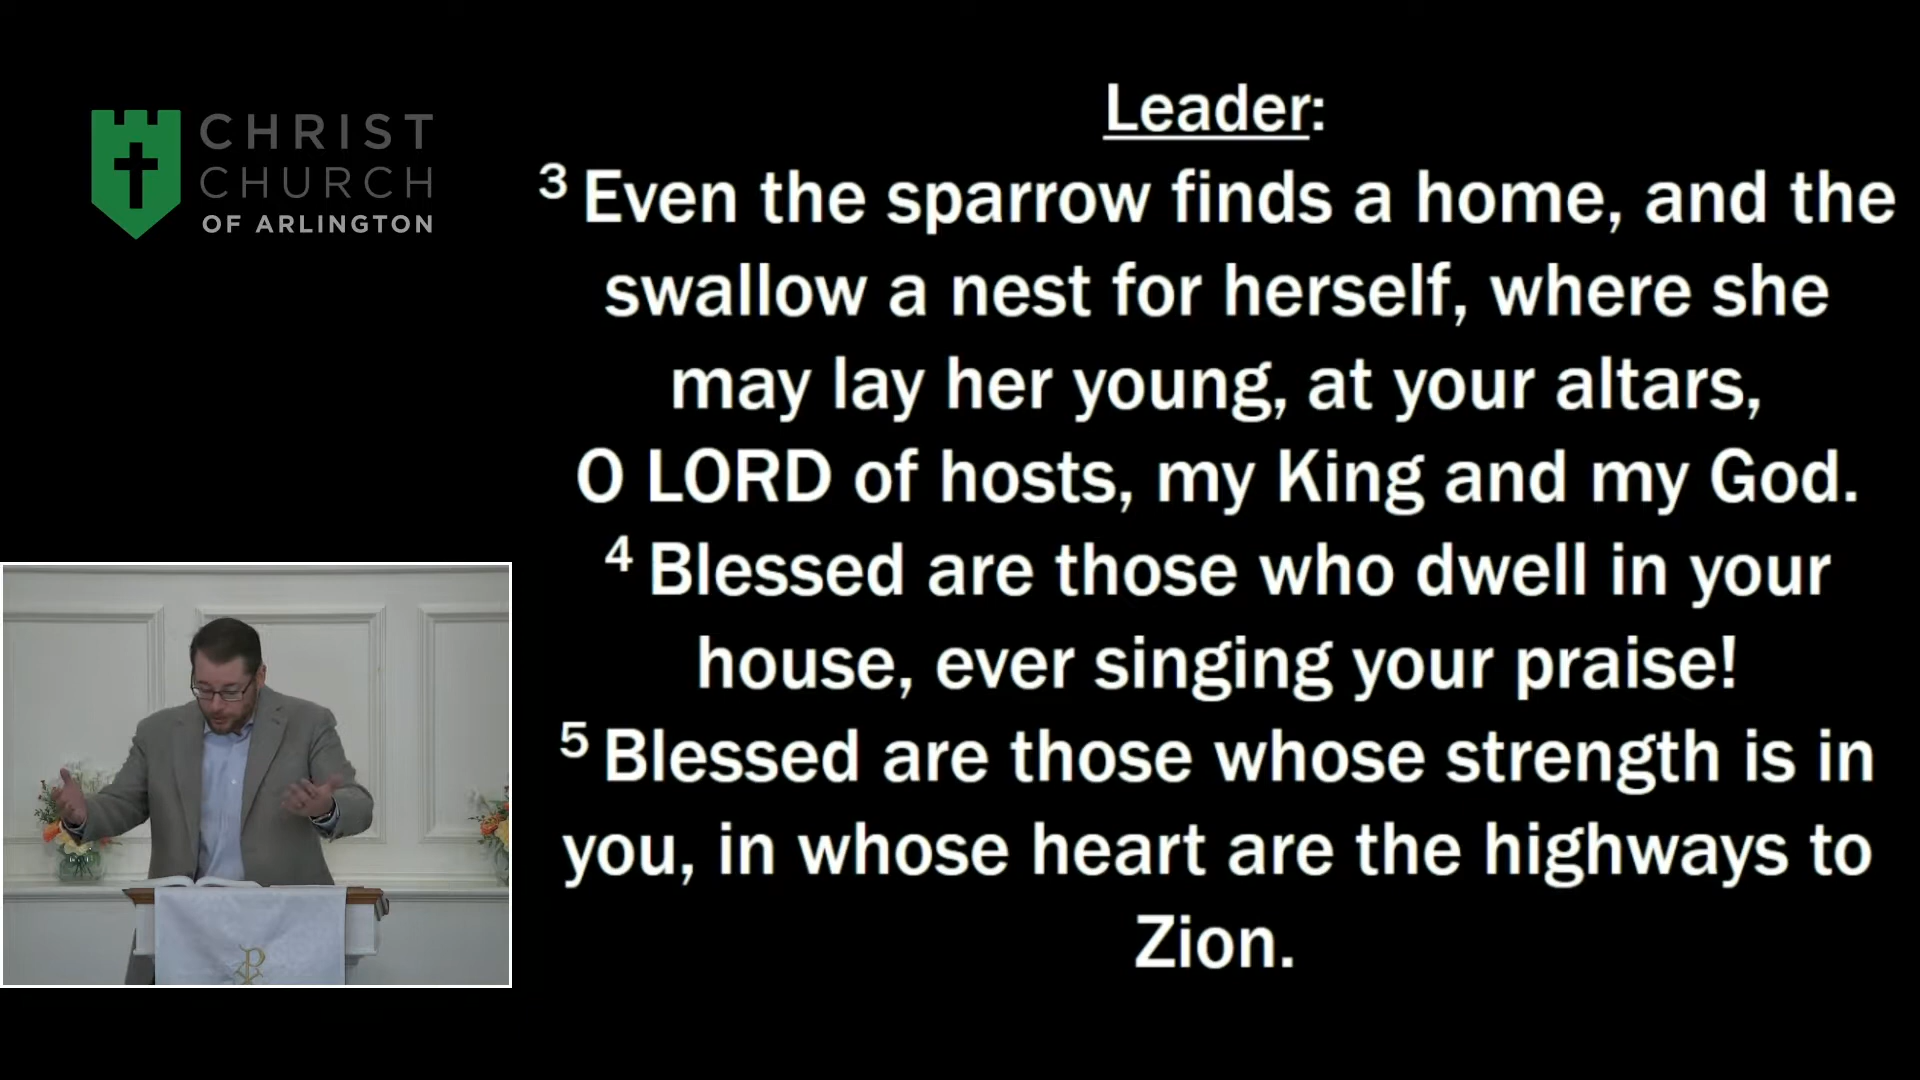 CHRIST
CHURCH
OF ARLINGTON
Leader:
3 Even the sparrow finds a home, and the
swallow a nest for herself, where she
may lay her young, at your altars,
O LORD of hosts, my King and my God.
4 Blessed are those who dwell in your
house, ever singing your praise!
5 Blessed are those whose strength is in
you, in whose heart are the highways to
Zion.